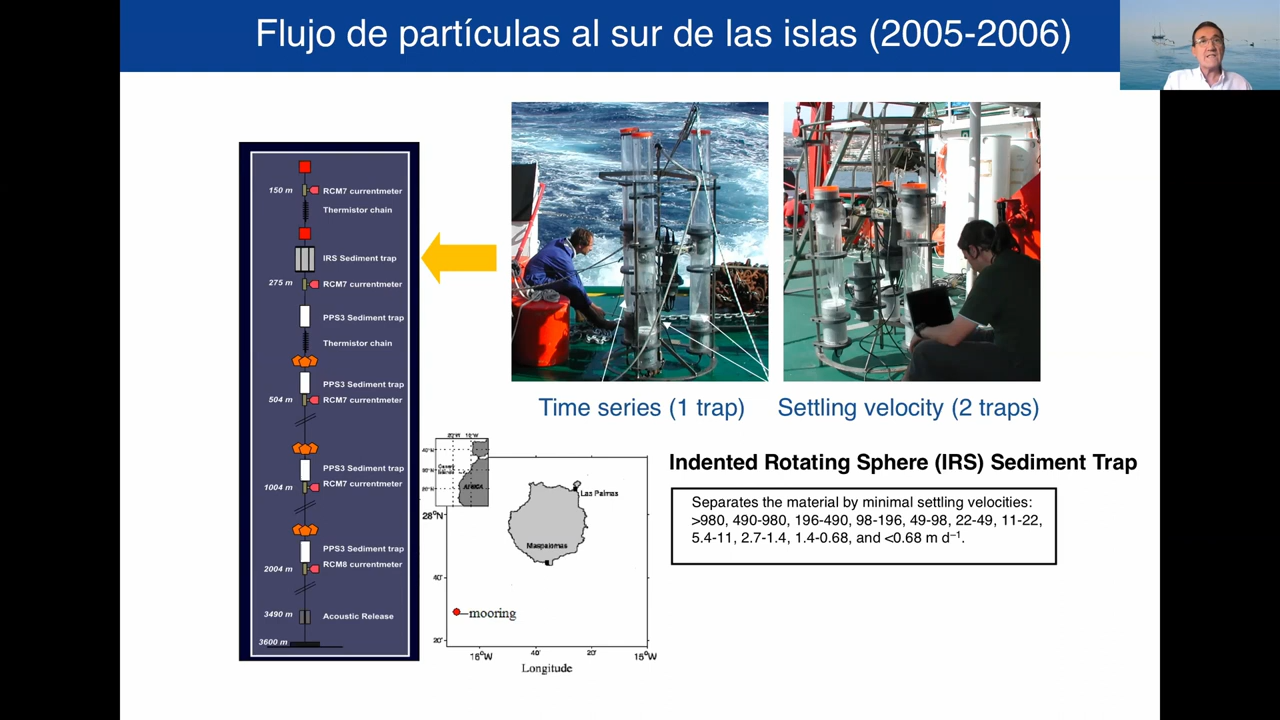 Flujo de partículas al sur de las islas (2005-2006)
150 m
RCM7 currentmeter
Thermistor chain
IRS Sediment trap
275 m
RCM7 currentmeter
PPS3 Sediment trap
Thermistor chain
PPS3 Sediment trap
504 m
RCM7 currentmeter
PPS3 Sediment trap
1004 m
RCM7 currentmeter
PPS3 Sediment trap
2004 m
RCM8 currentmeter
3490 m
Acoustic Release
3600 m
Time series (1 trap)
Settling velocity (2 traps)
AFRICA
Las Palmas
28°N
Maspalomas
40'
mooring
20'
16°W
40'
20'
15°W
Longitude
Indented Rotating Sphere (IRS) Sediment Trap
Separates the material by minimal settling velocities:
>980, 490-980, 196-490, 98-196, 49-98, 22-49, 11-22,
5.4-11, 2.7-1.4, 1.4-0.68, and <0.68 m d⁻¹.